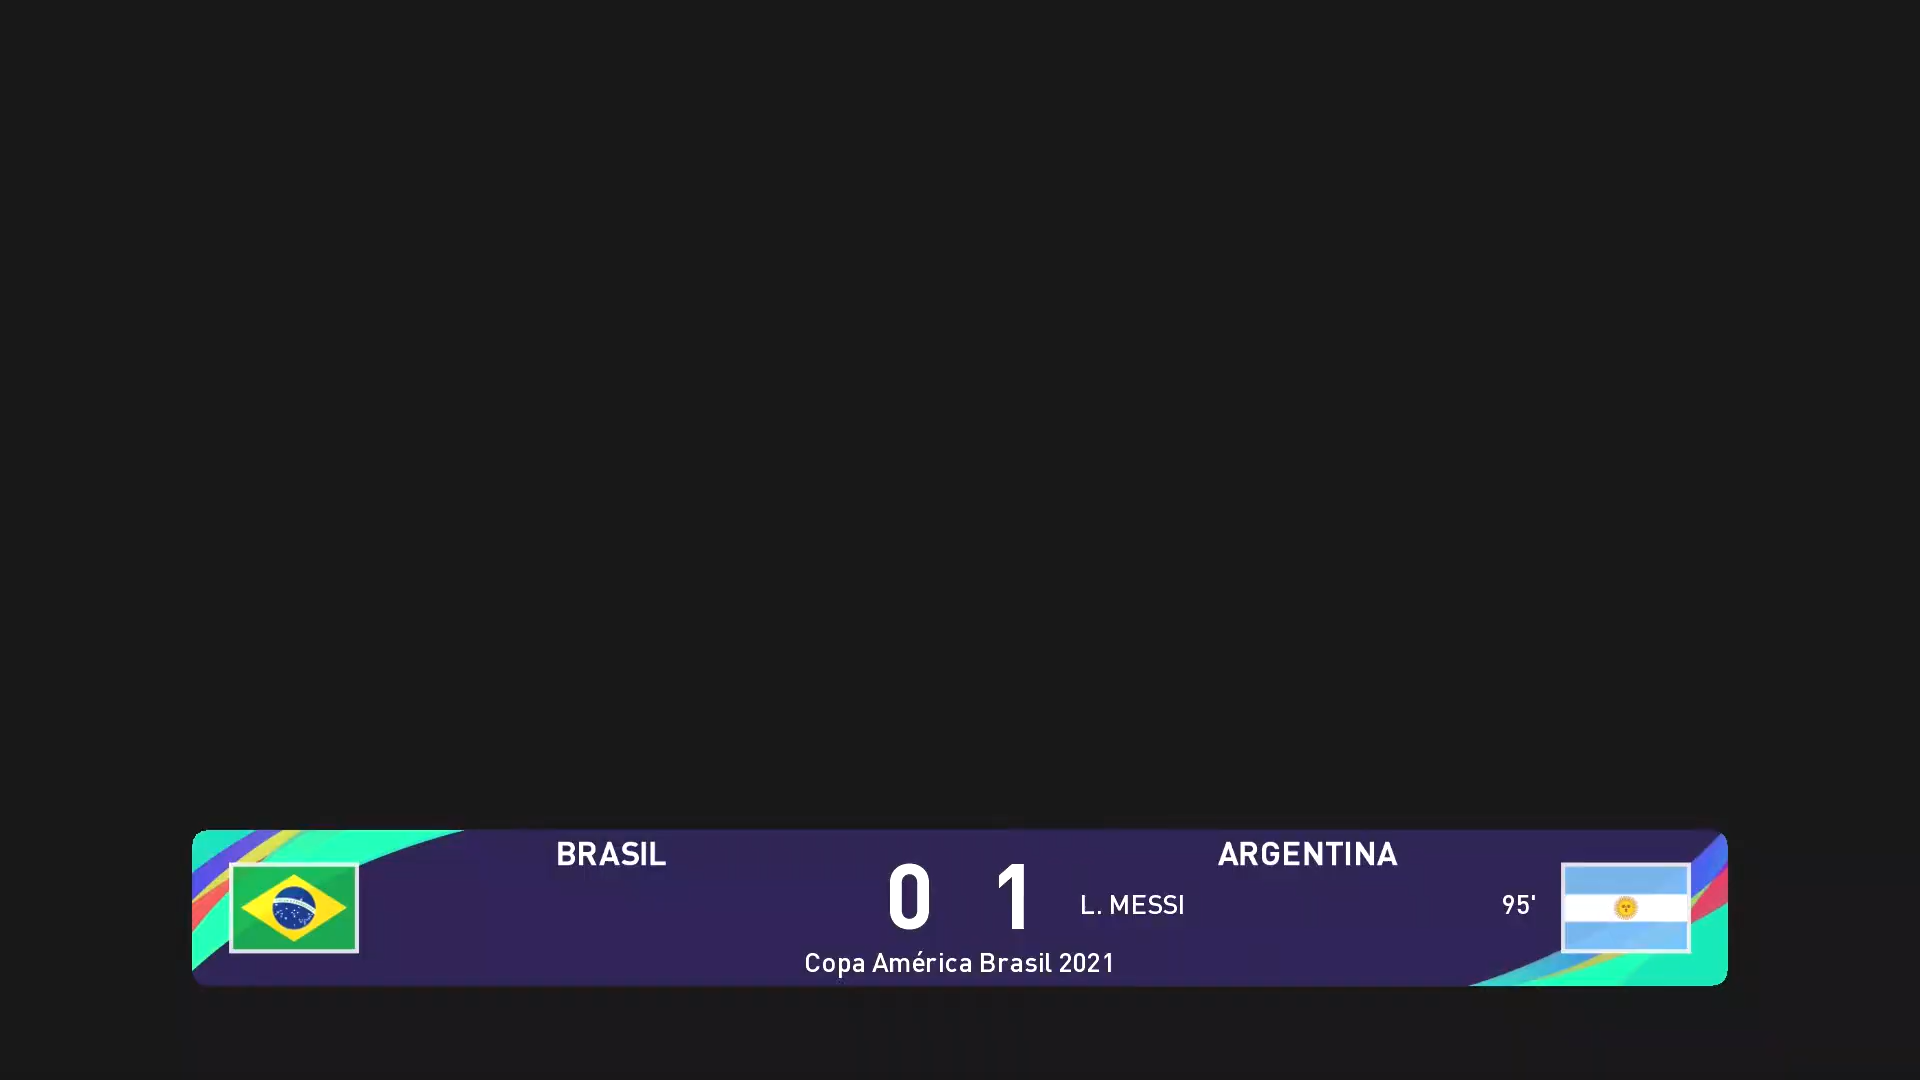 BRASIL
ARGENTINA
0 1
L. MESSI 95'
Copa América Brasil 2021